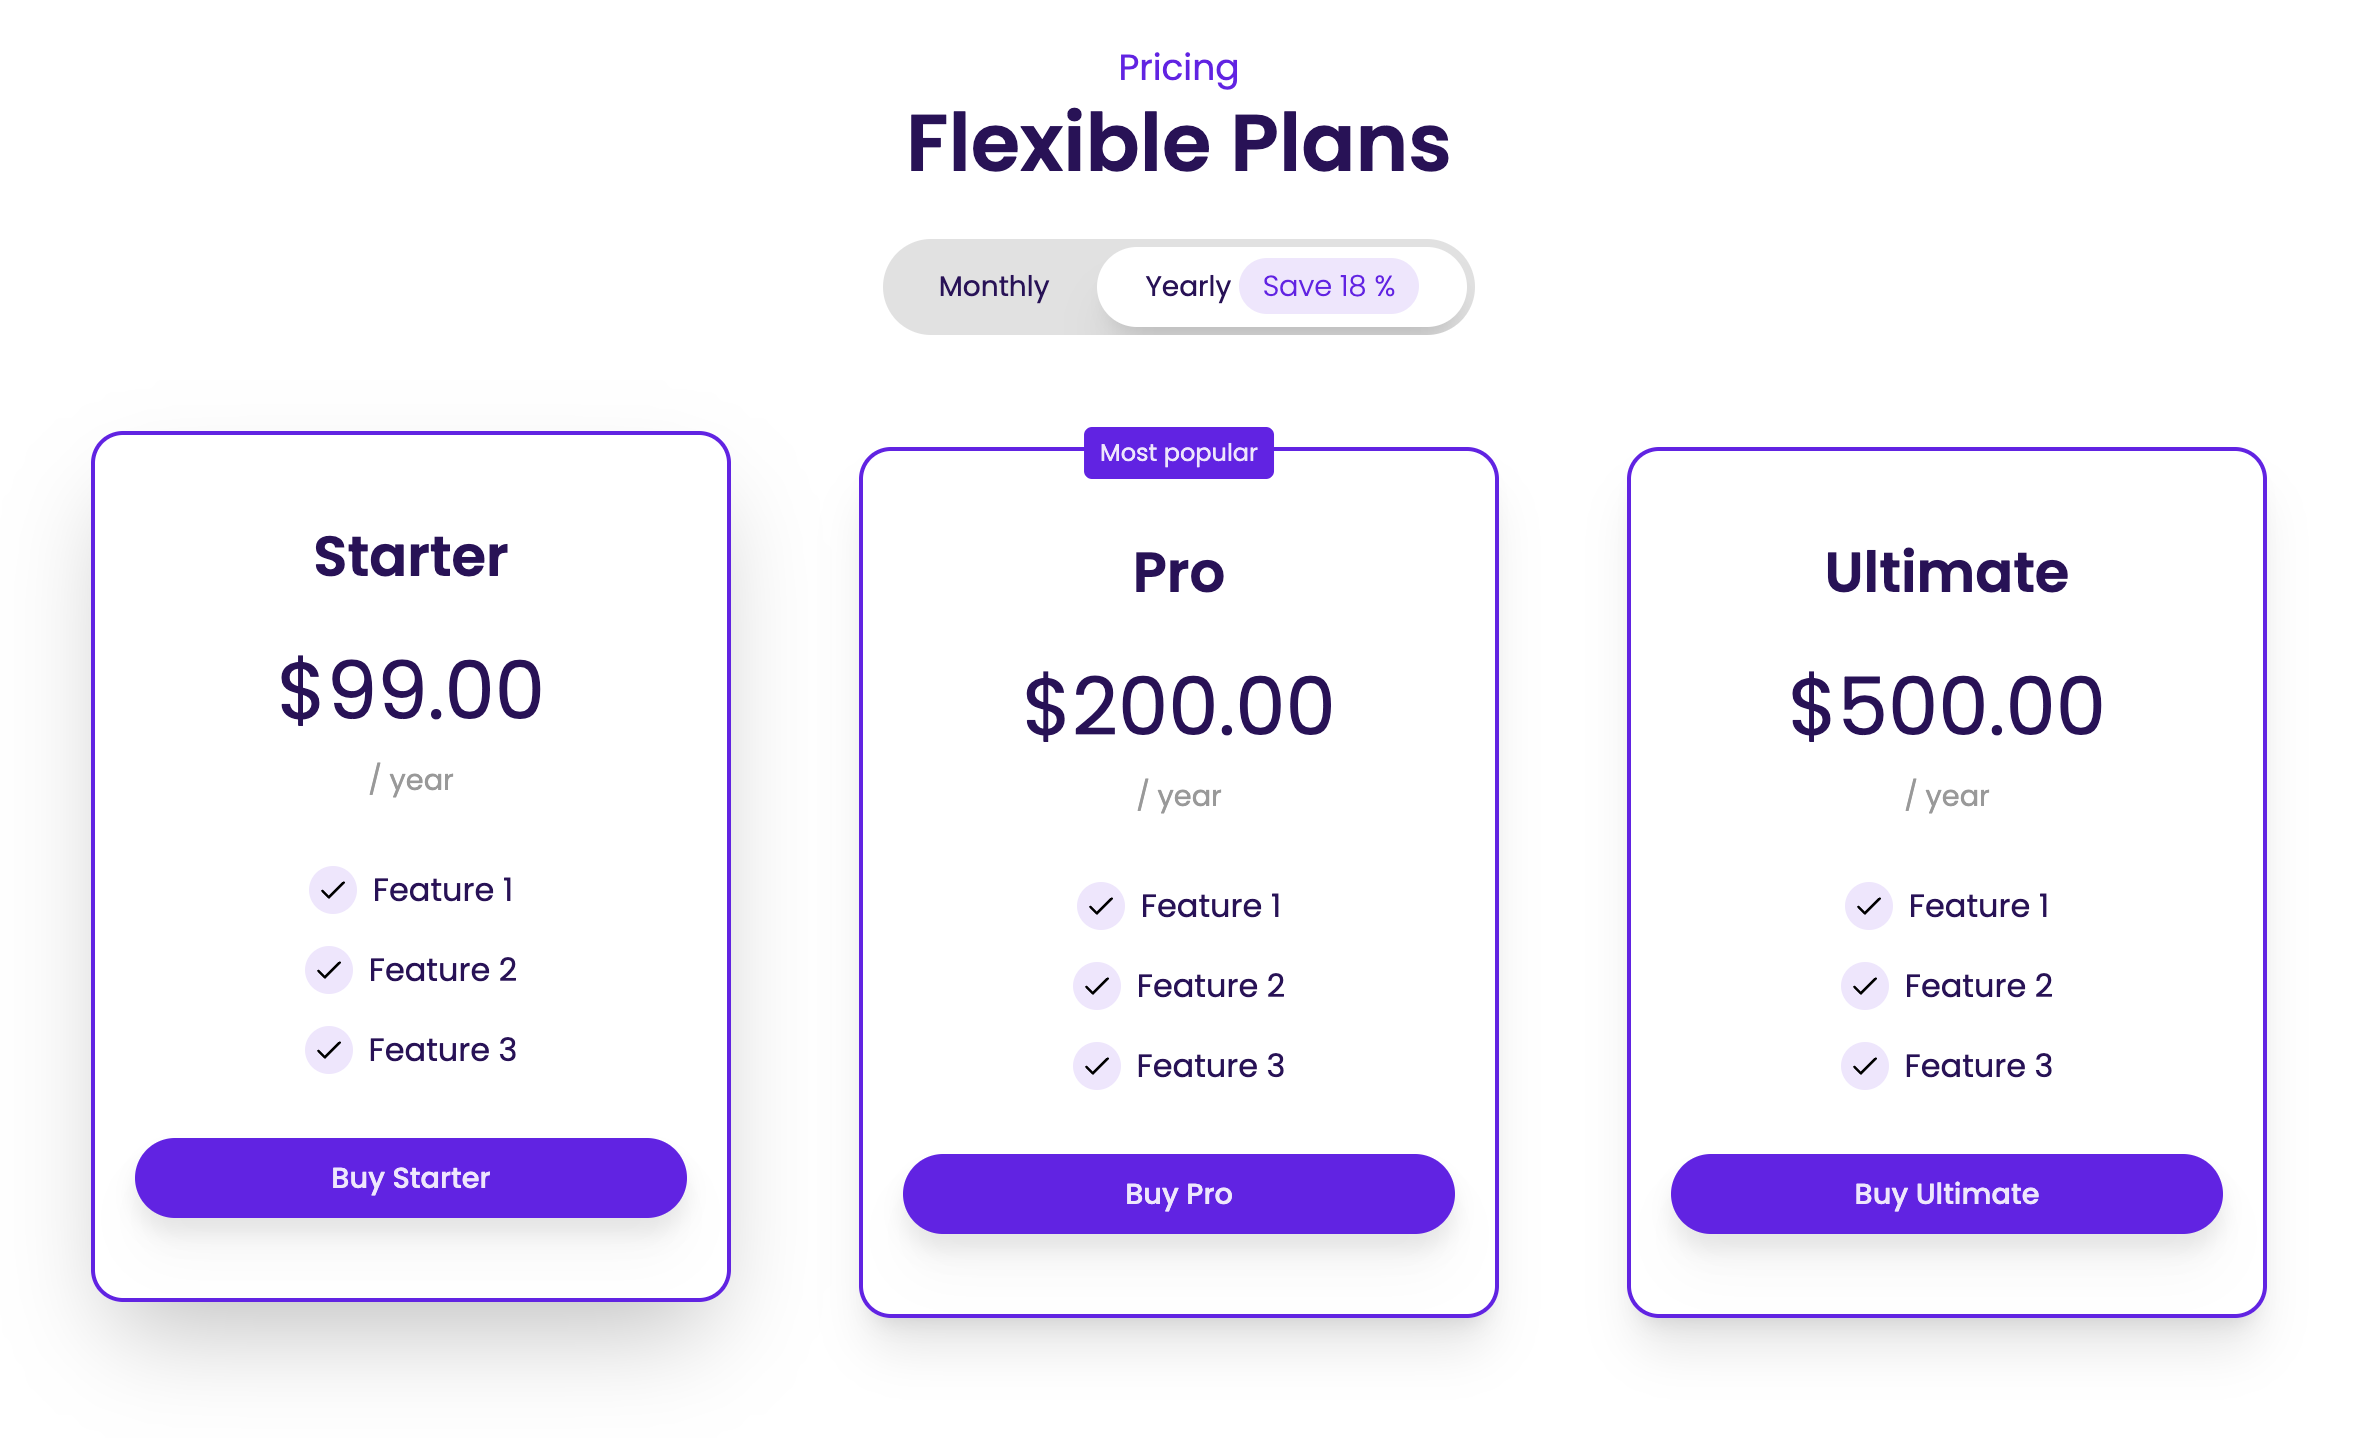 Pricing
Flexible Plans
Monthly
Yearly Save 18 %
Starter
$99.00
/ year
Feature 1
Feature 2
Feature 3
Buy Starter
Most popular
Pro
$200.00
/ year
Feature 1
Feature 2
Feature 3
Buy Pro
Ultimate
$500.00
/ year
Feature 1
Feature 2
Feature 3
Buy Ultimate